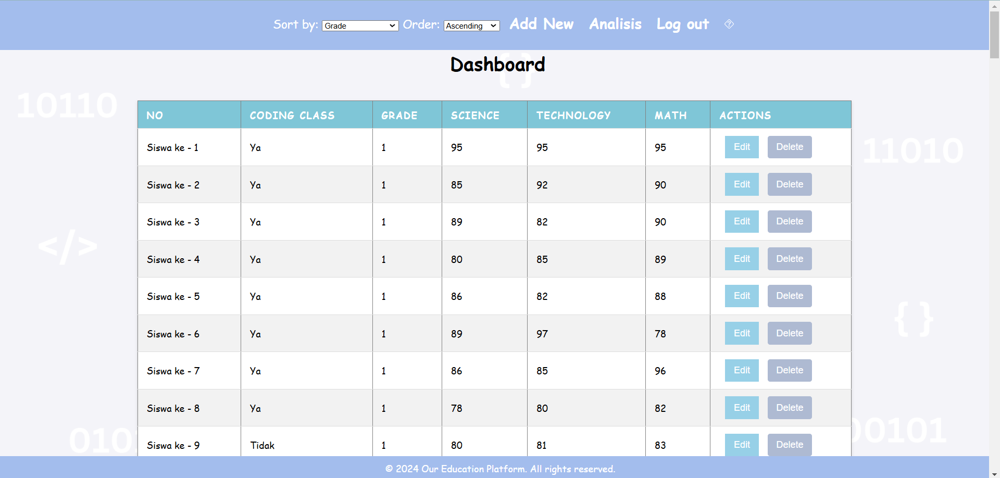 Sort by: Grade Order: Ascending Add New Analisis Log out ?
{ }
Dashboard
10110
11010
</>
{ }
NO CODING CLASS GRADE SCIENCE TECHNOLOGY MATH ACTIONS
Siswa ke - 1 Ya 1 95 95 95 Edit Delete
Siswa ke - 2 Ya 1 85 92 90 Edit Delete
Siswa ke - 3 Ya 1 89 82 90 Edit Delete
Siswa ke - 4 Ya 1 80 85 89 Edit Delete
Siswa ke - 5 Ya 1 86 82 88 Edit Delete
Siswa ke - 6 Ya 1 89 97 78 Edit Delete
Siswa ke - 7 Ya 1 86 85 96 Edit Delete
Siswa ke - 8 Ya 1 78 80 82 Edit Delete
Siswa ke - 9 Tidak 1 80 81 83 Edit Delete
© 2024 Our Education Platform. All rights reserved.